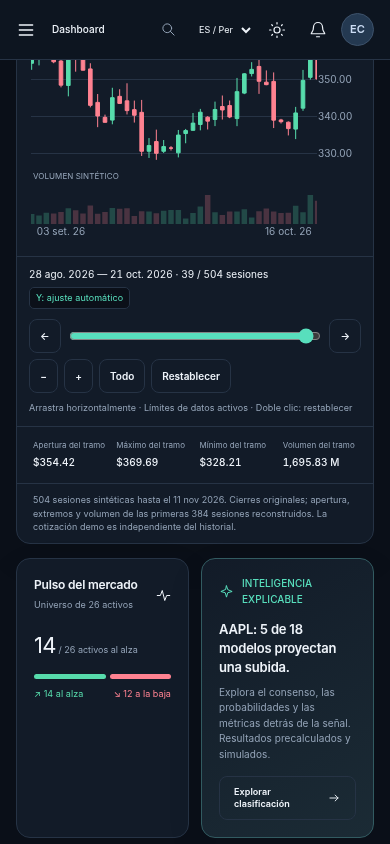 Dashboard
ES / Per
EC
350.00
340.00
330.00
VOLUMEN SINTÉTICO
03 set. 26
16 oct. 26
28 ago. 2026 — 21 oct. 2026 · 39 / 504 sesiones
Y: ajuste automático
←
→
−
+
Todo
Restablecer
Arrastra horizontalmente · Límites de datos activos · Doble clic: restablecer
Apertura del tramo
Máximo del tramo
Mínimo del tramo
Volumen del tramo
$354.42
$369.69
$328.21
1,695.83 M
504 sesiones sintéticas hasta el 11 nov 2026. Cierres originales; apertura,
extremos y volumen de las primeras 384 sesiones reconstruidos. La
cotización demo es independiente del historial.
Pulso del mercado
Universo de 26 activos
14 / 26 activos al alza
↗ 14 al alza
↘ 12 a la baja
INTELIGENCIA
EXPLICABLE
AAPL: 5 de 18
modelos proyectan
una subida.
Explora el consenso, las
probabilidades y las
métricas detrás de la señal.
Resultados precalculados y
simulados.
Explorar
clasificación
→